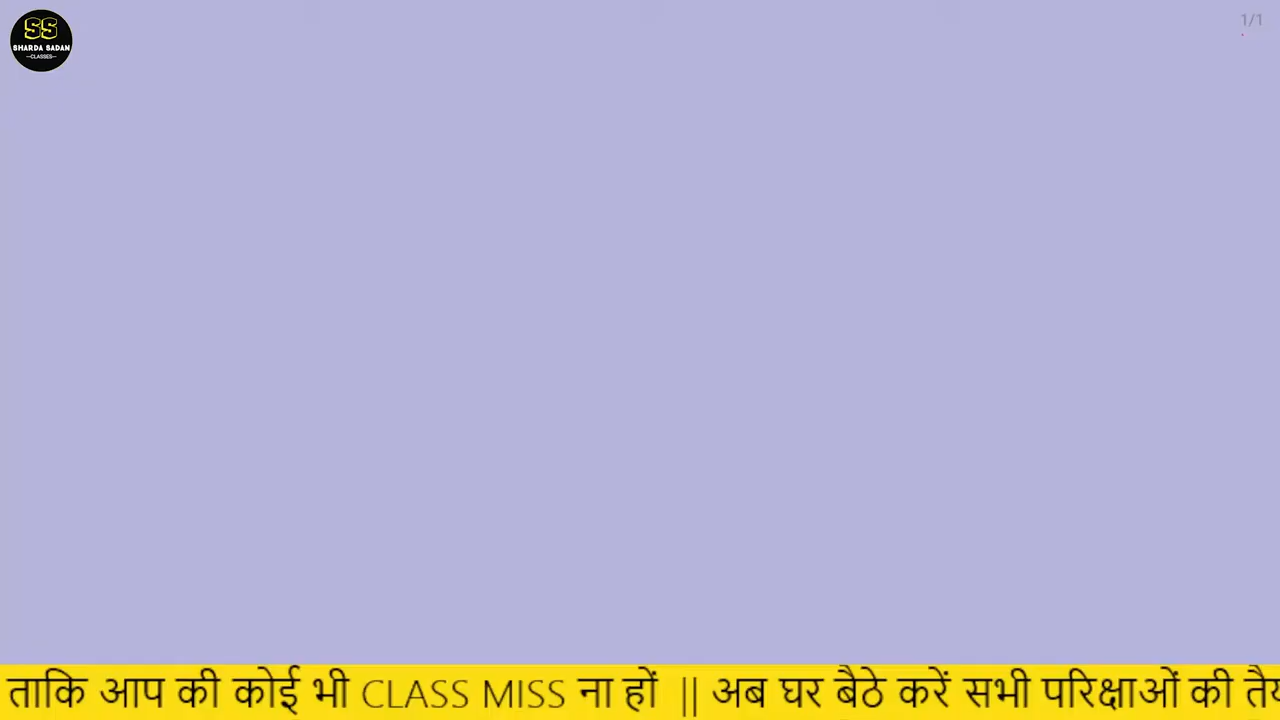 SS
SHARDA SADAN
—CLASSES—
1/1
ताकि आप की कोई भी CLASS MISS ना हों || अब घर बैठे करें सभी परिक्षाओं की